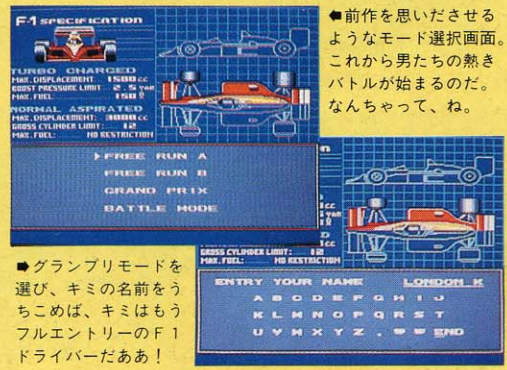 F-1 SPECIFICATION
TURBO CHARGED
MAX. DISPLACEMENT: 1500cc
BOOST PRESSURE LIMIT: 2.5 BAR
MAX. FUEL: 150ℓ
NORMAL ASPIRATED
MAX. DISPLACEMENT: 3000cc
GROSS CYLINDER LIMIT: 12
MAX. FUEL: NO RESTRICTION
▶FREE RUN A
FREE RUN B
GRAND PRIX
BATTLE MODE
⬅前作を思いださせる
ようなモード選択画面。
これから男たちの熱き
バトルが始まるのだ。
なんちゃって、ね。
➡グランプリモードを
選び、キミの名前をう
ちこめば、キミはもう
フルエントリーのF1
ドライバーだああ!
GROSS CYLINDER LIMIT: 12
MAX. FUEL: NO RESTRICTION
ENTRY YOUR NAME LONDON K
A B C D E F G H I J
K L M N O P Q R S T
U V W X Y Z . END